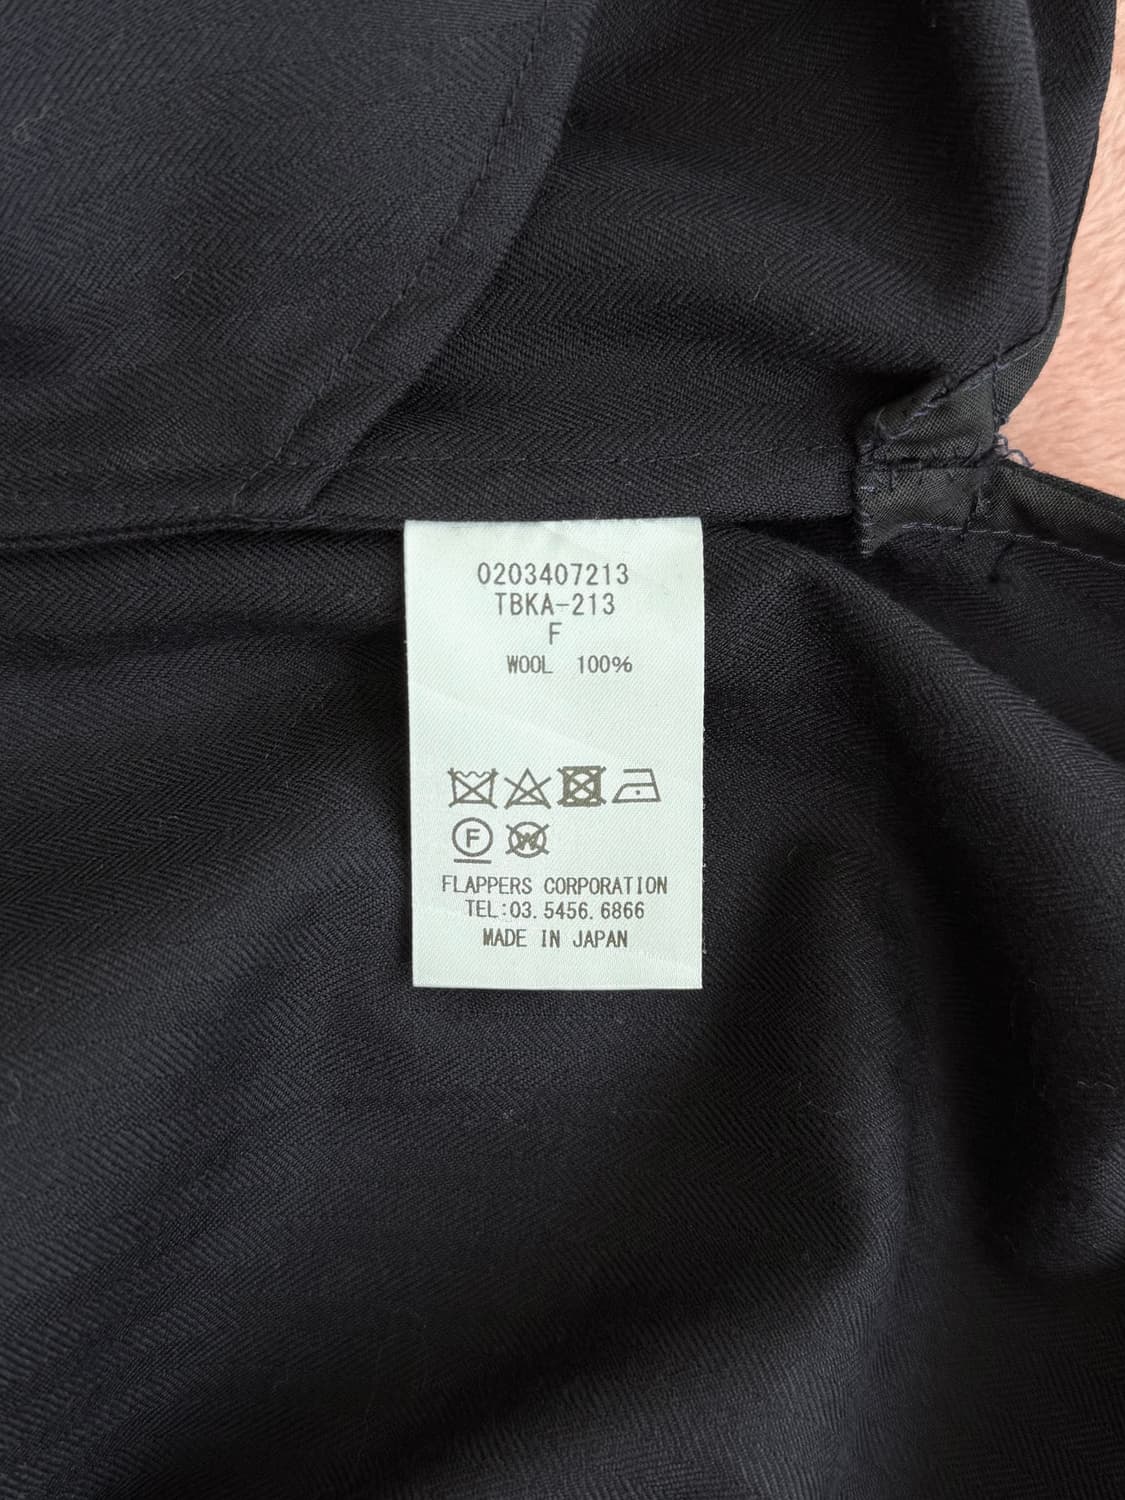 0203407213
TBKA-213
F
WOOL 100%
F
W
FLAPPERS CORPORATION
TEL:03.5456.6866
MADE IN JAPAN